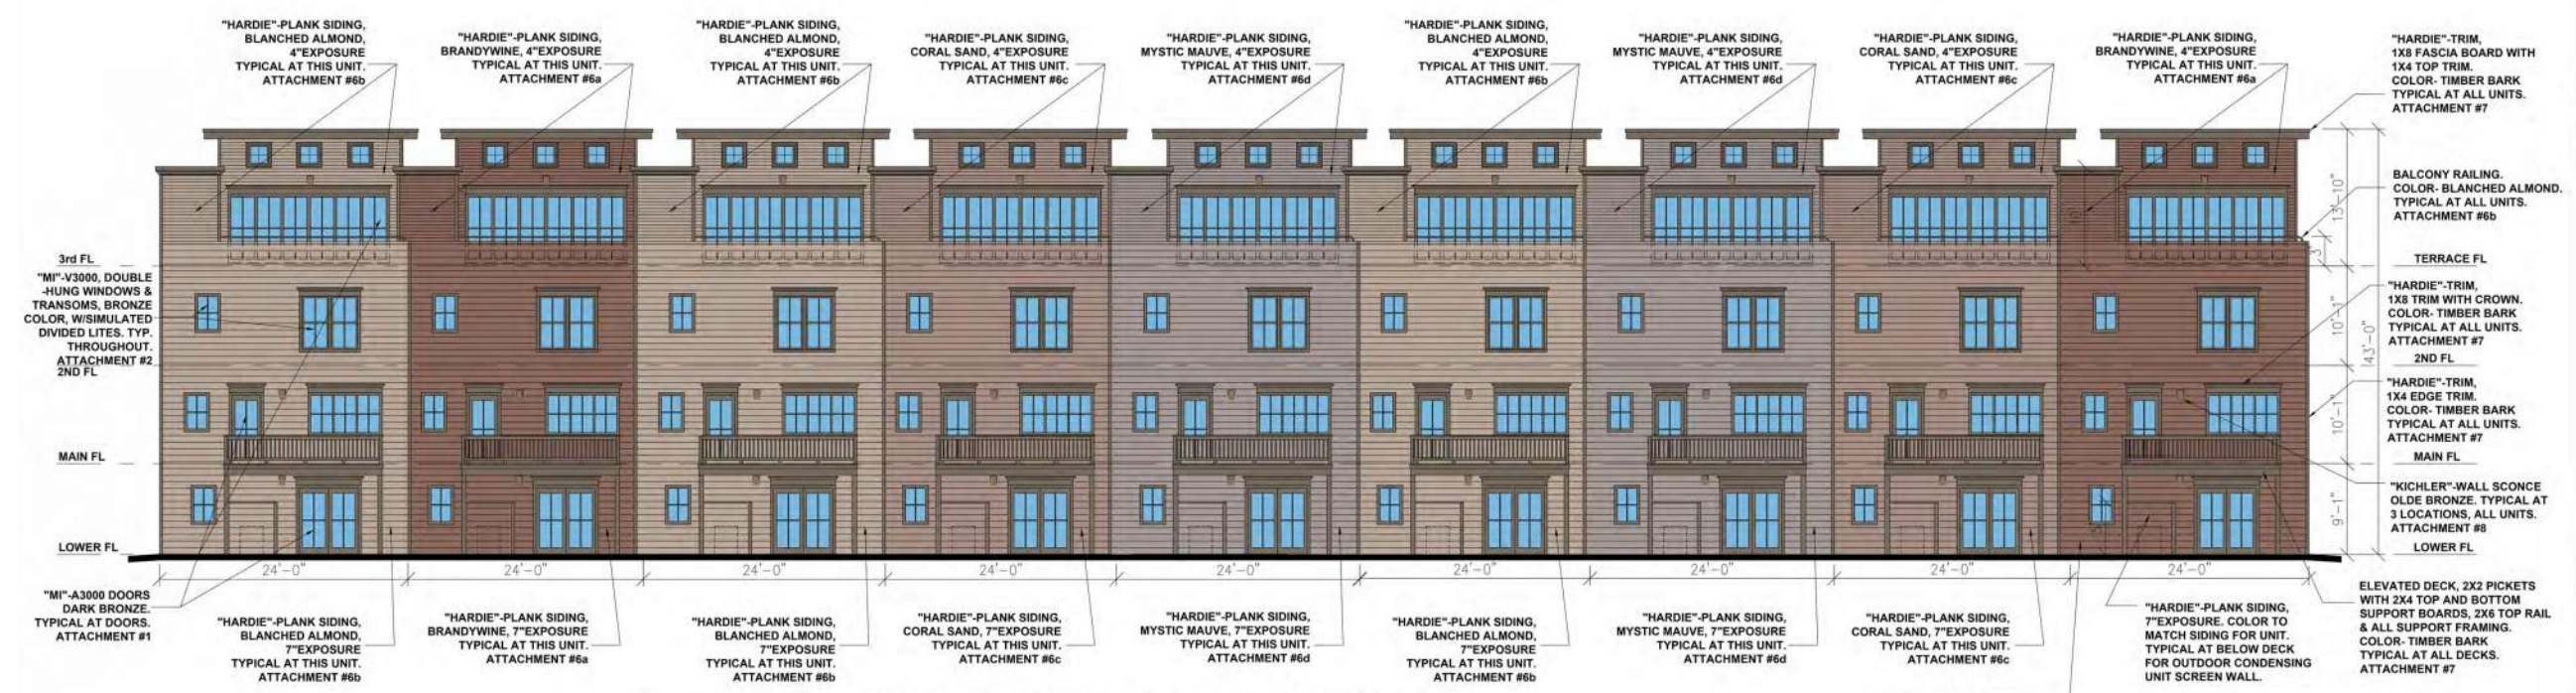 "HARDIE"-PLANK SIDING,
BLANCHED ALMOND,
4"EXPOSURE
TYPICAL AT THIS UNIT.
ATTACHMENT #6b
"HARDIE"-PLANK SIDING,
BRANDYWINE, 4"EXPOSURE
TYPICAL AT THIS UNIT.
ATTACHMENT #6a
"HARDIE"-PLANK SIDING,
BLANCHED ALMOND,
4"EXPOSURE
TYPICAL AT THIS UNIT.
ATTACHMENT #6b
"HARDIE"-PLANK SIDING,
CORAL SAND, 4"EXPOSURE
TYPICAL AT THIS UNIT.
ATTACHMENT #6c
"HARDIE"-PLANK SIDING,
MYSTIC MAUVE, 4"EXPOSURE
TYPICAL AT THIS UNIT.
ATTACHMENT #6d
"HARDIE"-PLANK SIDING,
BLANCHED ALMOND,
4"EXPOSURE
TYPICAL AT THIS UNIT.
ATTACHMENT #6b
"HARDIE"-PLANK SIDING,
MYSTIC MAUVE, 4"EXPOSURE
TYPICAL AT THIS UNIT.
ATTACHMENT #6d
"HARDIE"-PLANK SIDING,
CORAL SAND, 4"EXPOSURE
TYPICAL AT THIS UNIT.
ATTACHMENT #6c
"HARDIE"-PLANK SIDING,
BRANDYWINE, 4"EXPOSURE
TYPICAL AT THIS UNIT.
ATTACHMENT #6a
"HARDIE"-TRIM,
1X8 FASCIA BOARD WITH
1X4 TOP TRIM.
COLOR- TIMBER BARK
TYPICAL AT ALL UNITS.
ATTACHMENT #7
BALCONY RAILING.
COLOR- BLANCHED ALMOND.
TYPICAL AT ALL UNITS.
ATTACHMENT #6b
13'-10"
3'
TERRACE FL
3rd FL
"MI"-V3000, DOUBLE
-HUNG WINDOWS &
TRANSOMS, BRONZE
COLOR, W/SIMULATED
DIVIDED LITES. TYP.
THROUGHOUT.
ATTACHMENT #2
2ND FL
"HARDIE"-TRIM,
1X8 TRIM WITH CROWN.
COLOR- TIMBER BARK
TYPICAL AT ALL UNITS.
ATTACHMENT #7
10'-1"
43'-0"
2ND FL
"HARDIE"-TRIM,
1X4 EDGE TRIM.
COLOR- TIMBER BARK
TYPICAL AT ALL UNITS.
ATTACHMENT #7
10'-1"
MAIN FL
MAIN FL
"KICHLER"-WALL SCONCE
OLDE BRONZE. TYPICAL AT
3 LOCATIONS, ALL UNITS.
ATTACHMENT #8
9'-1"
LOWER FL
LOWER FL
24'-0"
24'-0"
24'-0"
24'-0"
24'-0"
24'-0"
24'-0"
24'-0"
24'-0"
"MI"-A3000 DOORS
DARK BRONZE.
TYPICAL AT DOORS.
ATTACHMENT #1
"HARDIE"-PLANK SIDING,
BLANCHED ALMOND,
7"EXPOSURE
TYPICAL AT THIS UNIT.
ATTACHMENT #6b
"HARDIE"-PLANK SIDING,
BRANDYWINE, 7"EXPOSURE
TYPICAL AT THIS UNIT.
ATTACHMENT #6a
"HARDIE"-PLANK SIDING,
BLANCHED ALMOND,
7"EXPOSURE
TYPICAL AT THIS UNIT.
ATTACHMENT #6b
"HARDIE"-PLANK SIDING,
CORAL SAND, 7"EXPOSURE
TYPICAL AT THIS UNIT.
ATTACHMENT #6c
"HARDIE"-PLANK SIDING,
MYSTIC MAUVE, 7"EXPOSURE
TYPICAL AT THIS UNIT.
ATTACHMENT #6d
"HARDIE"-PLANK SIDING,
BLANCHED ALMOND,
7"EXPOSURE
TYPICAL AT THIS UNIT.
ATTACHMENT #6b
"HARDIE"-PLANK SIDING,
MYSTIC MAUVE, 7"EXPOSURE
TYPICAL AT THIS UNIT.
ATTACHMENT #6d
"HARDIE"-PLANK SIDING,
CORAL SAND, 7"EXPOSURE
TYPICAL AT THIS UNIT.
ATTACHMENT #6c
"HARDIE"-PLANK SIDING,
7"EXPOSURE. COLOR TO
MATCH SIDING FOR UNIT.
TYPICAL AT BELOW DECK
FOR OUTDOOR CONDENSING
UNIT SCREEN WALL.
ELEVATED DECK, 2X2 PICKETS
WITH 2X4 TOP AND BOTTOM
SUPPORT BOARDS, 2X6 TOP RAIL
& ALL SUPPORT FRAMING.
COLOR- TIMBER BARK
TYPICAL AT ALL DECKS.
ATTACHMENT #7